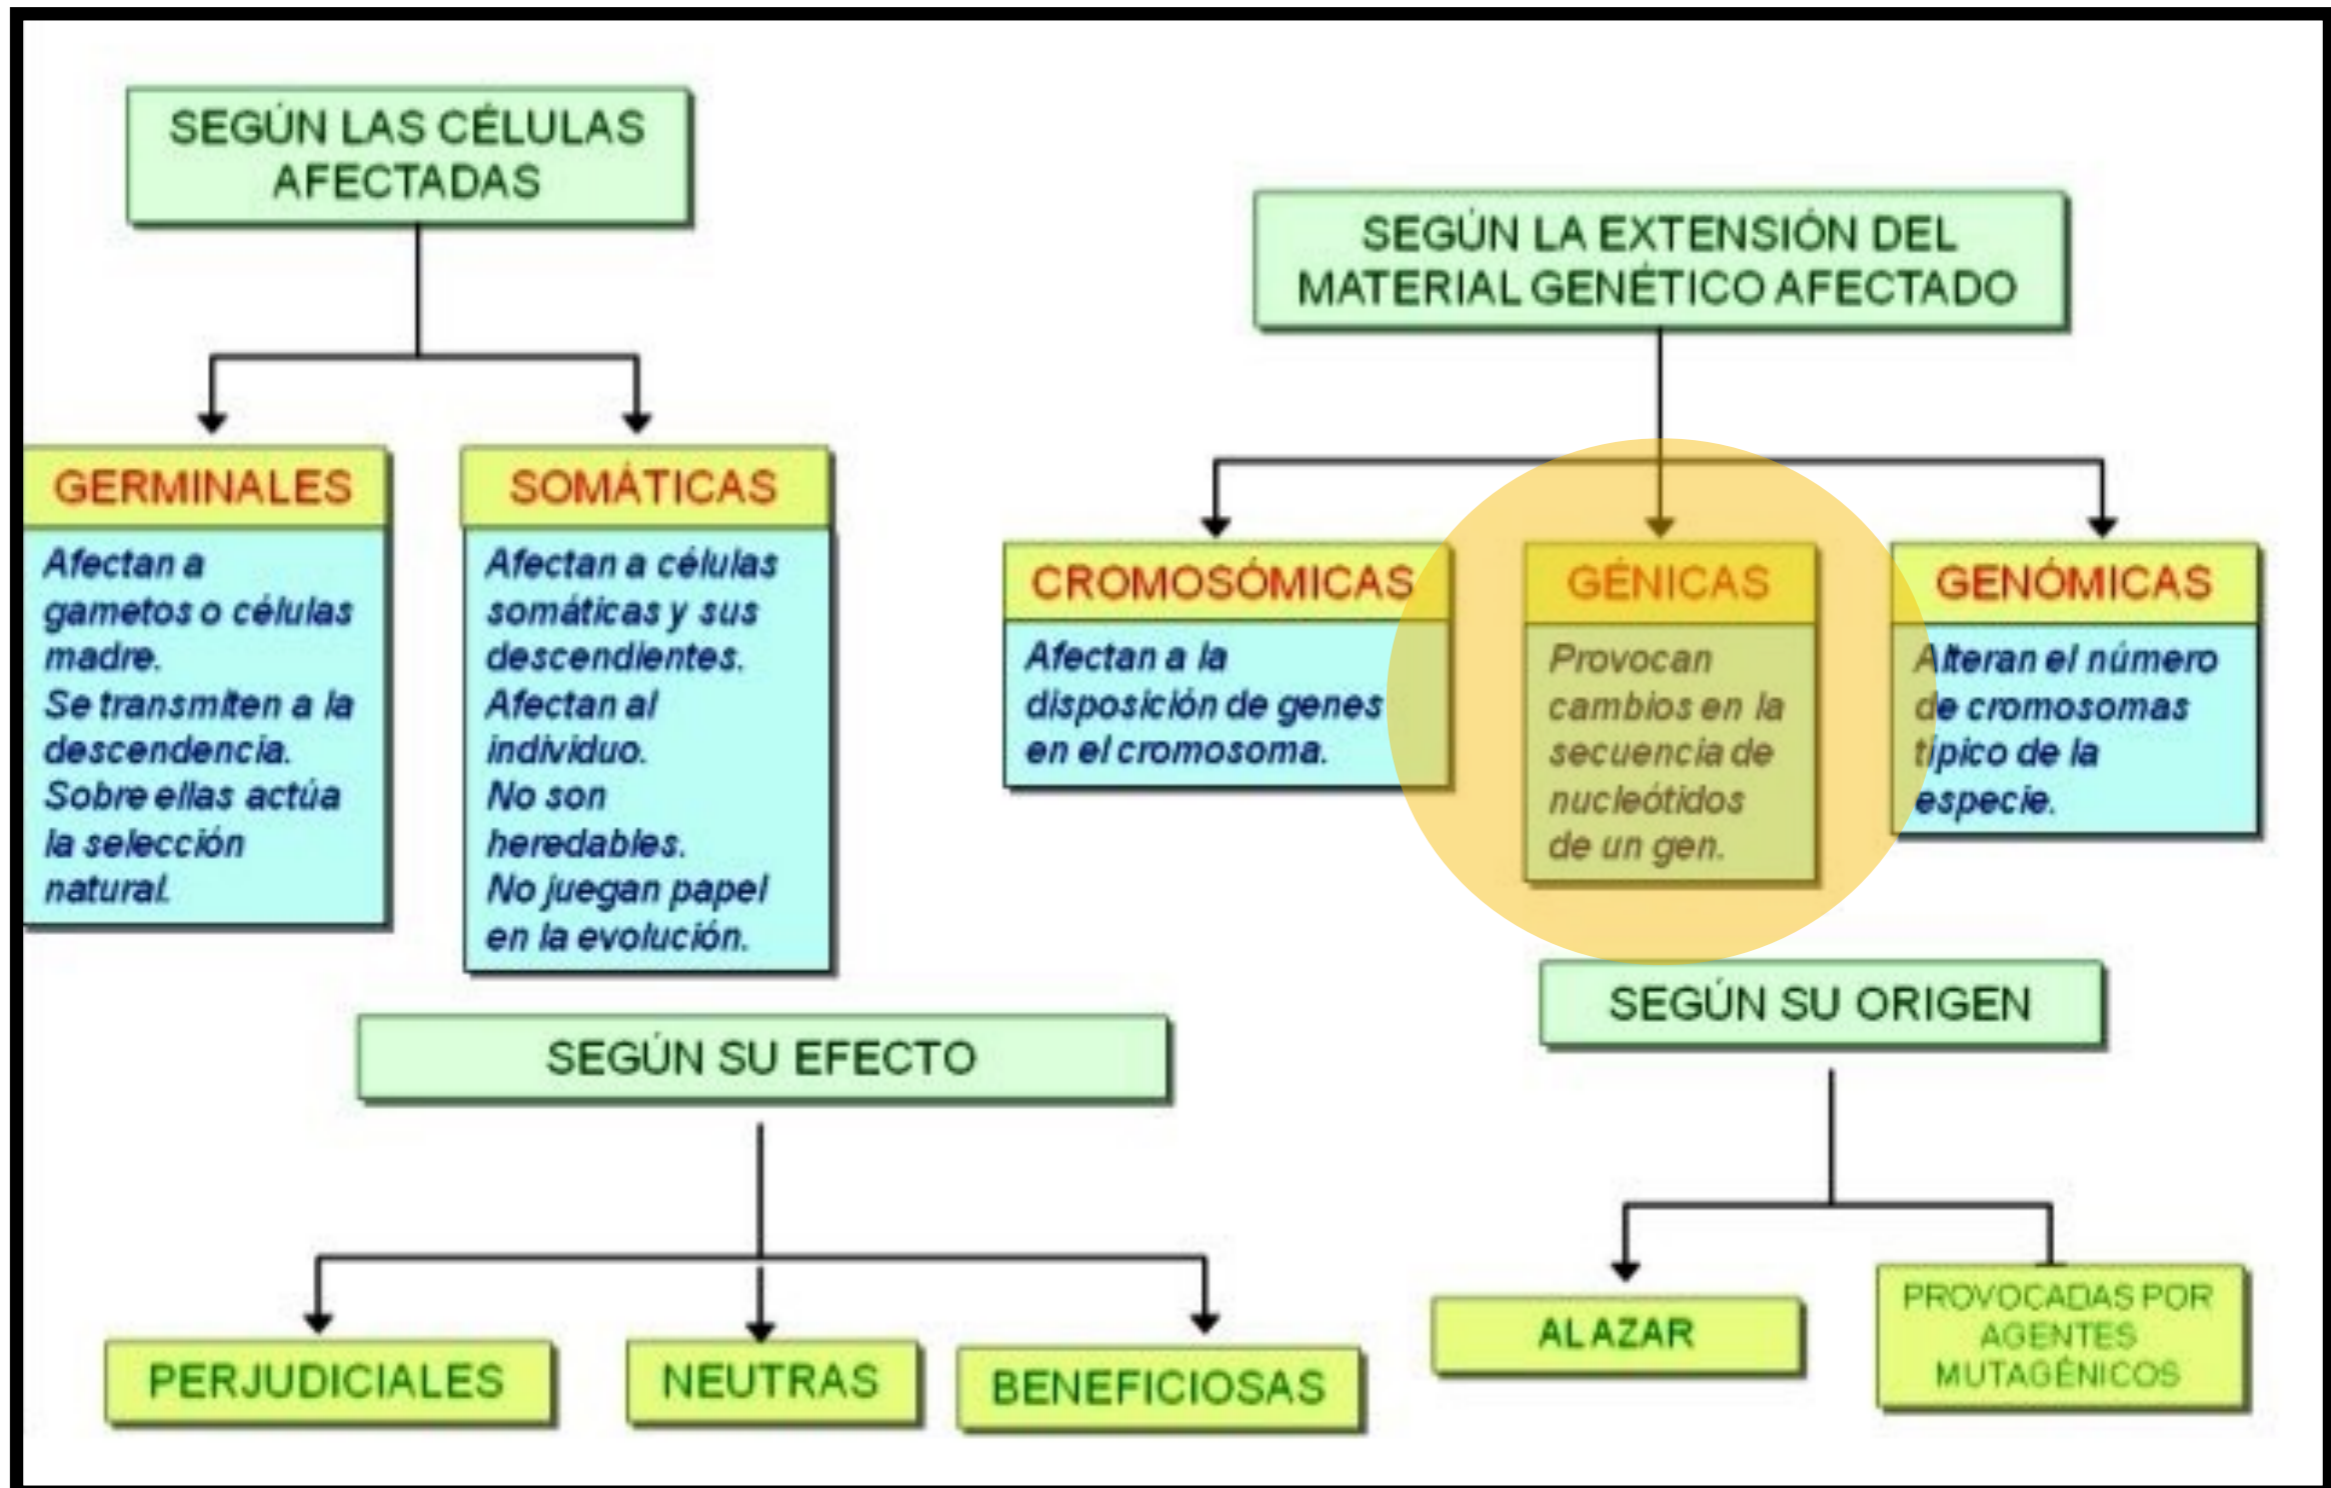 SEGÚN LAS CÉLULAS
AFECTADAS
GERMINALES
Afectan a
gametos o células
madre.
Se transmiten a la
descendencia.
Sobre ellas actúa
la selección
natural.
SOMÁTICAS
Afectan a células
somáticas y sus
descendientes.
Afectan al
individuo.
No son
heredables.
No juegan papel
en la evolución.
SEGÚN LA EXTENSIÓN DEL
MATERIAL GENÉTICO AFECTADO
CROMOSÓMICAS
Afectan a la
disposición de genes
en el cromosoma.
GÉNICAS
Provocan
cambios en la
secuencia de
nucleótidos
de un gen.
GENÓMICAS
Alteran el número
de cromosomas
típico de la
especie.
SEGÚN SU EFECTO
PERJUDICIALES
NEUTRAS
BENEFICIOSAS
SEGÚN SU ORIGEN
AL AZAR
PROVOCADAS POR
AGENTES
MUTAGÉNICOS